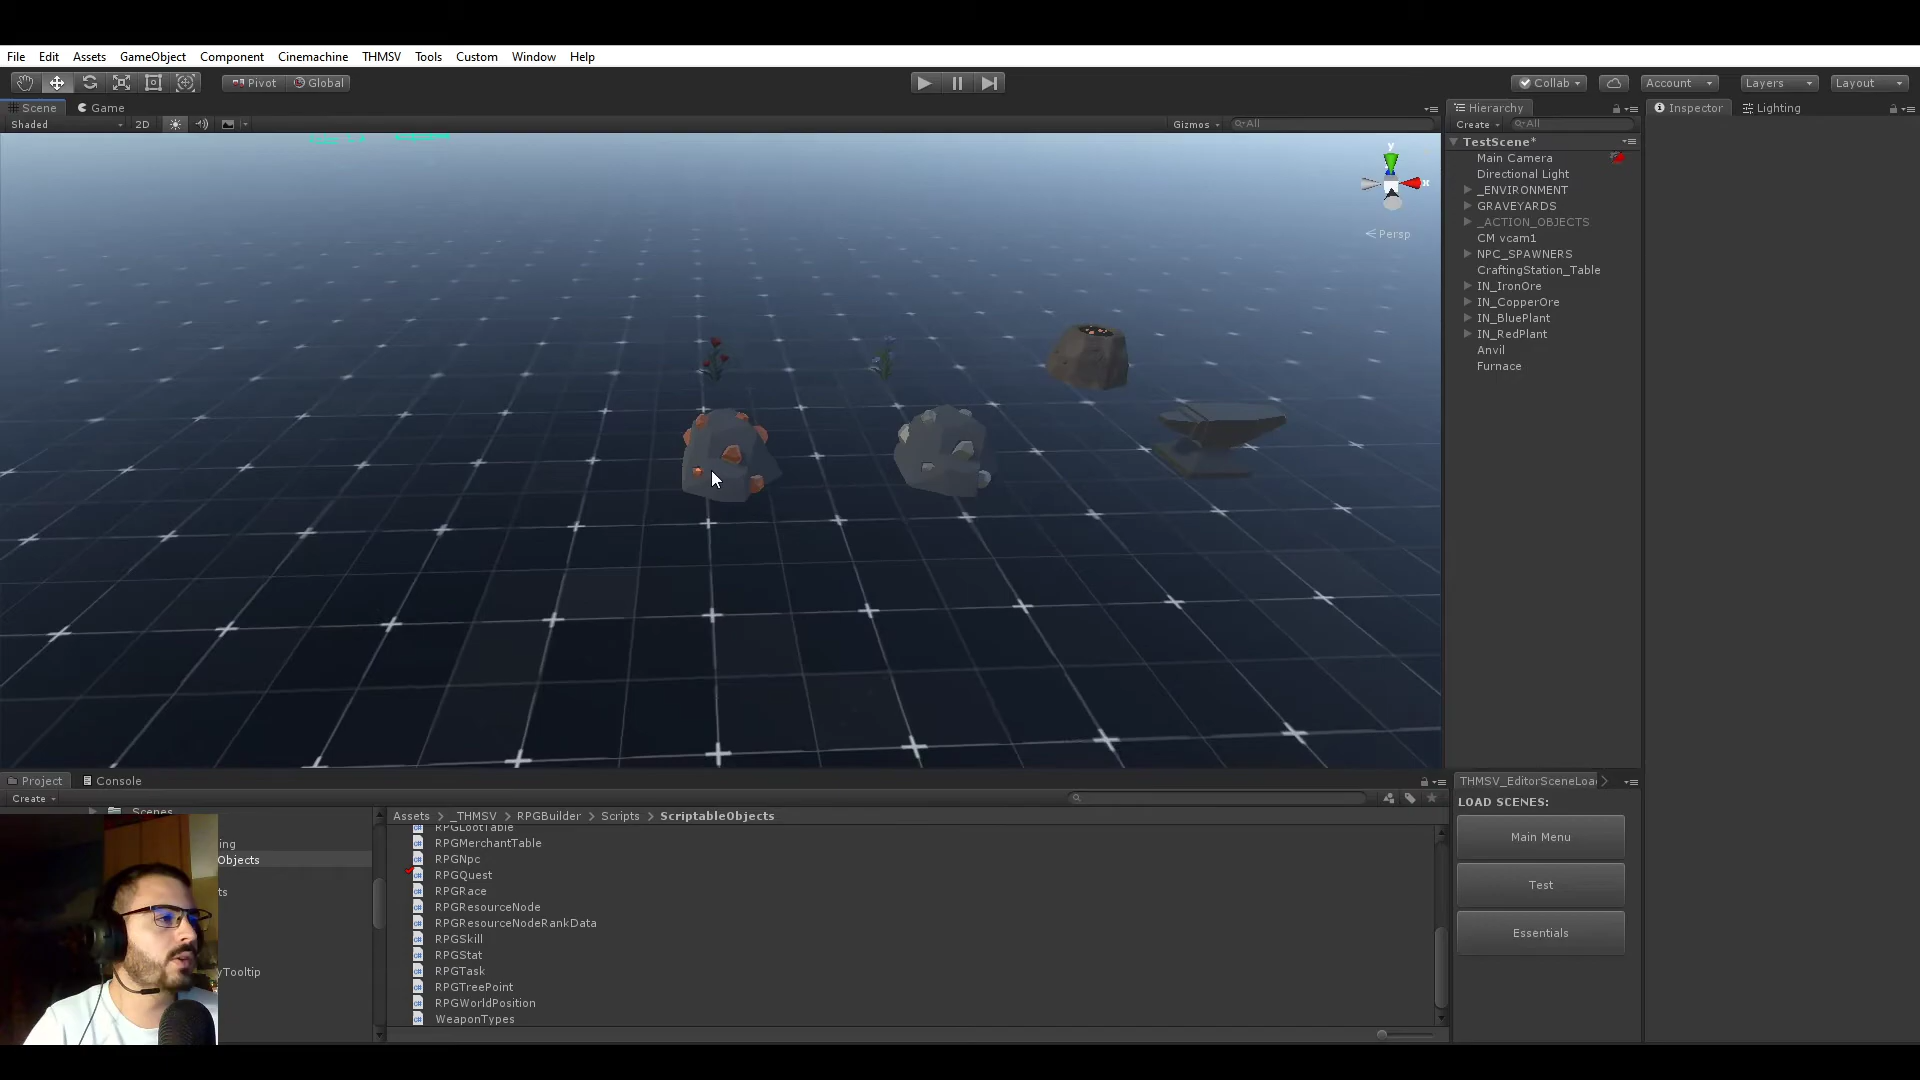 File Edit Assets GameObject Component Cinemachine THMSV Tools Custom Window Help
Pivot Global Collab Account Layers Layout
Scene Game Hierarchy Inspector Lighting
Shaded 2D Gizmos All Create All
TestScene*
Main Camera
Directional Light
_ENVIRONMENT
GRAVEYARDS
_ACTION_OBJECTS
CM vcam1
NPC_SPAWNERS
CraftingStation_Table
IN_IronOre
IN_CopperOre
IN_BluePlant
IN_RedPlant
Anvil
Furnace
y
x
Persp
Project Console THMSV_EditorSceneLoa
Create
LOAD SCENES:
Scenes
Assets _THMSV RPGBuilder Scripts ScriptableObjects
RPGLootTable
Main Menu
ing
RPGMerchantTable
Objects
RPGNpc
RPGQuest
Test
ts
RPGRace
RPGResourceNode
RPGResourceNodeRankData
Essentials
RPGSkill
RPGStat
yTooltip
RPGTask
RPGTreePoint
RPGWorldPosition
WeaponTypes